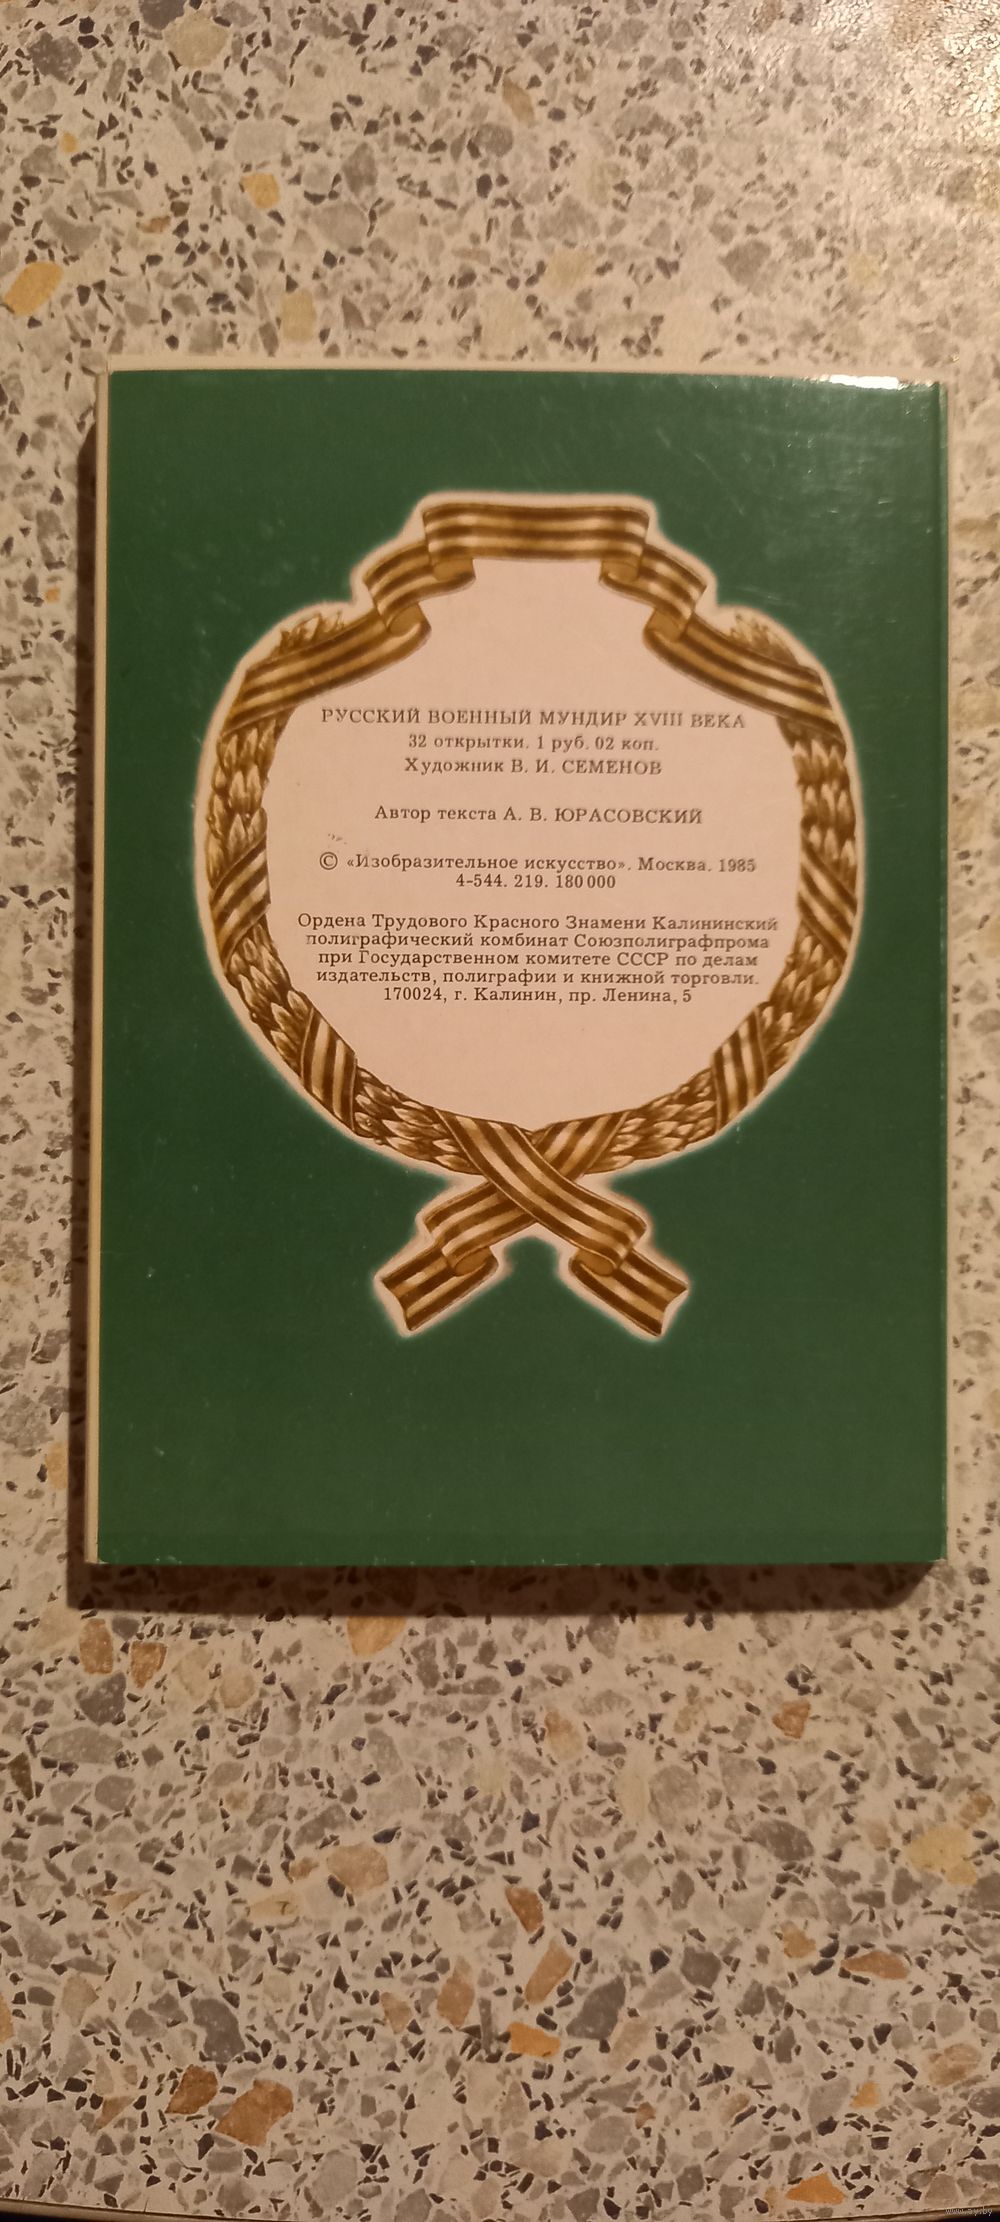 РУССКИЙ ВОЕННЫЙ МУНДИР XVIII ВЕКА
32 открытки. 1 руб. 02 коп.
Художник В. И. СЕМЕНОВ
Автор текста А. В. ЮРАСОВСКИЙ
© «Изобразительное искусство». Москва. 1985
4-544. 219. 180 000
Ордена Трудового Красного Знамени Калининский
полиграфический комбинат Союзполиграфпрома
при Государственном комитете СССР по делам
издательств, полиграфии и книжной торговли.
170024, г. Калинин, пр. Ленина, 5